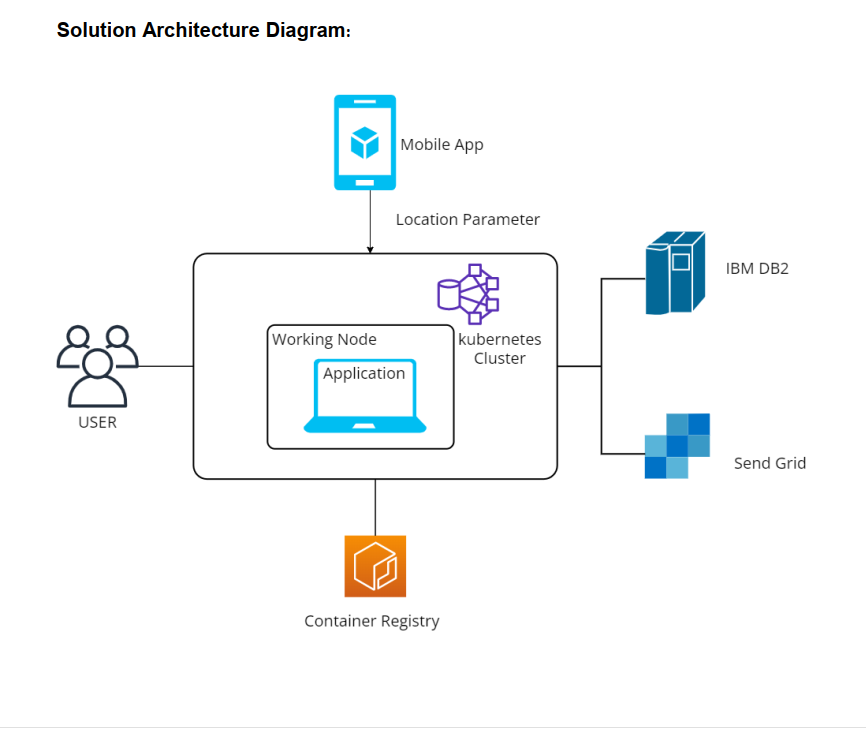 Solution Architecture Diagram:
Mobile App
Location Parameter
IBM DB2
Working Node
kubernetes
Cluster
Application
USER
Send Grid
Container Registry